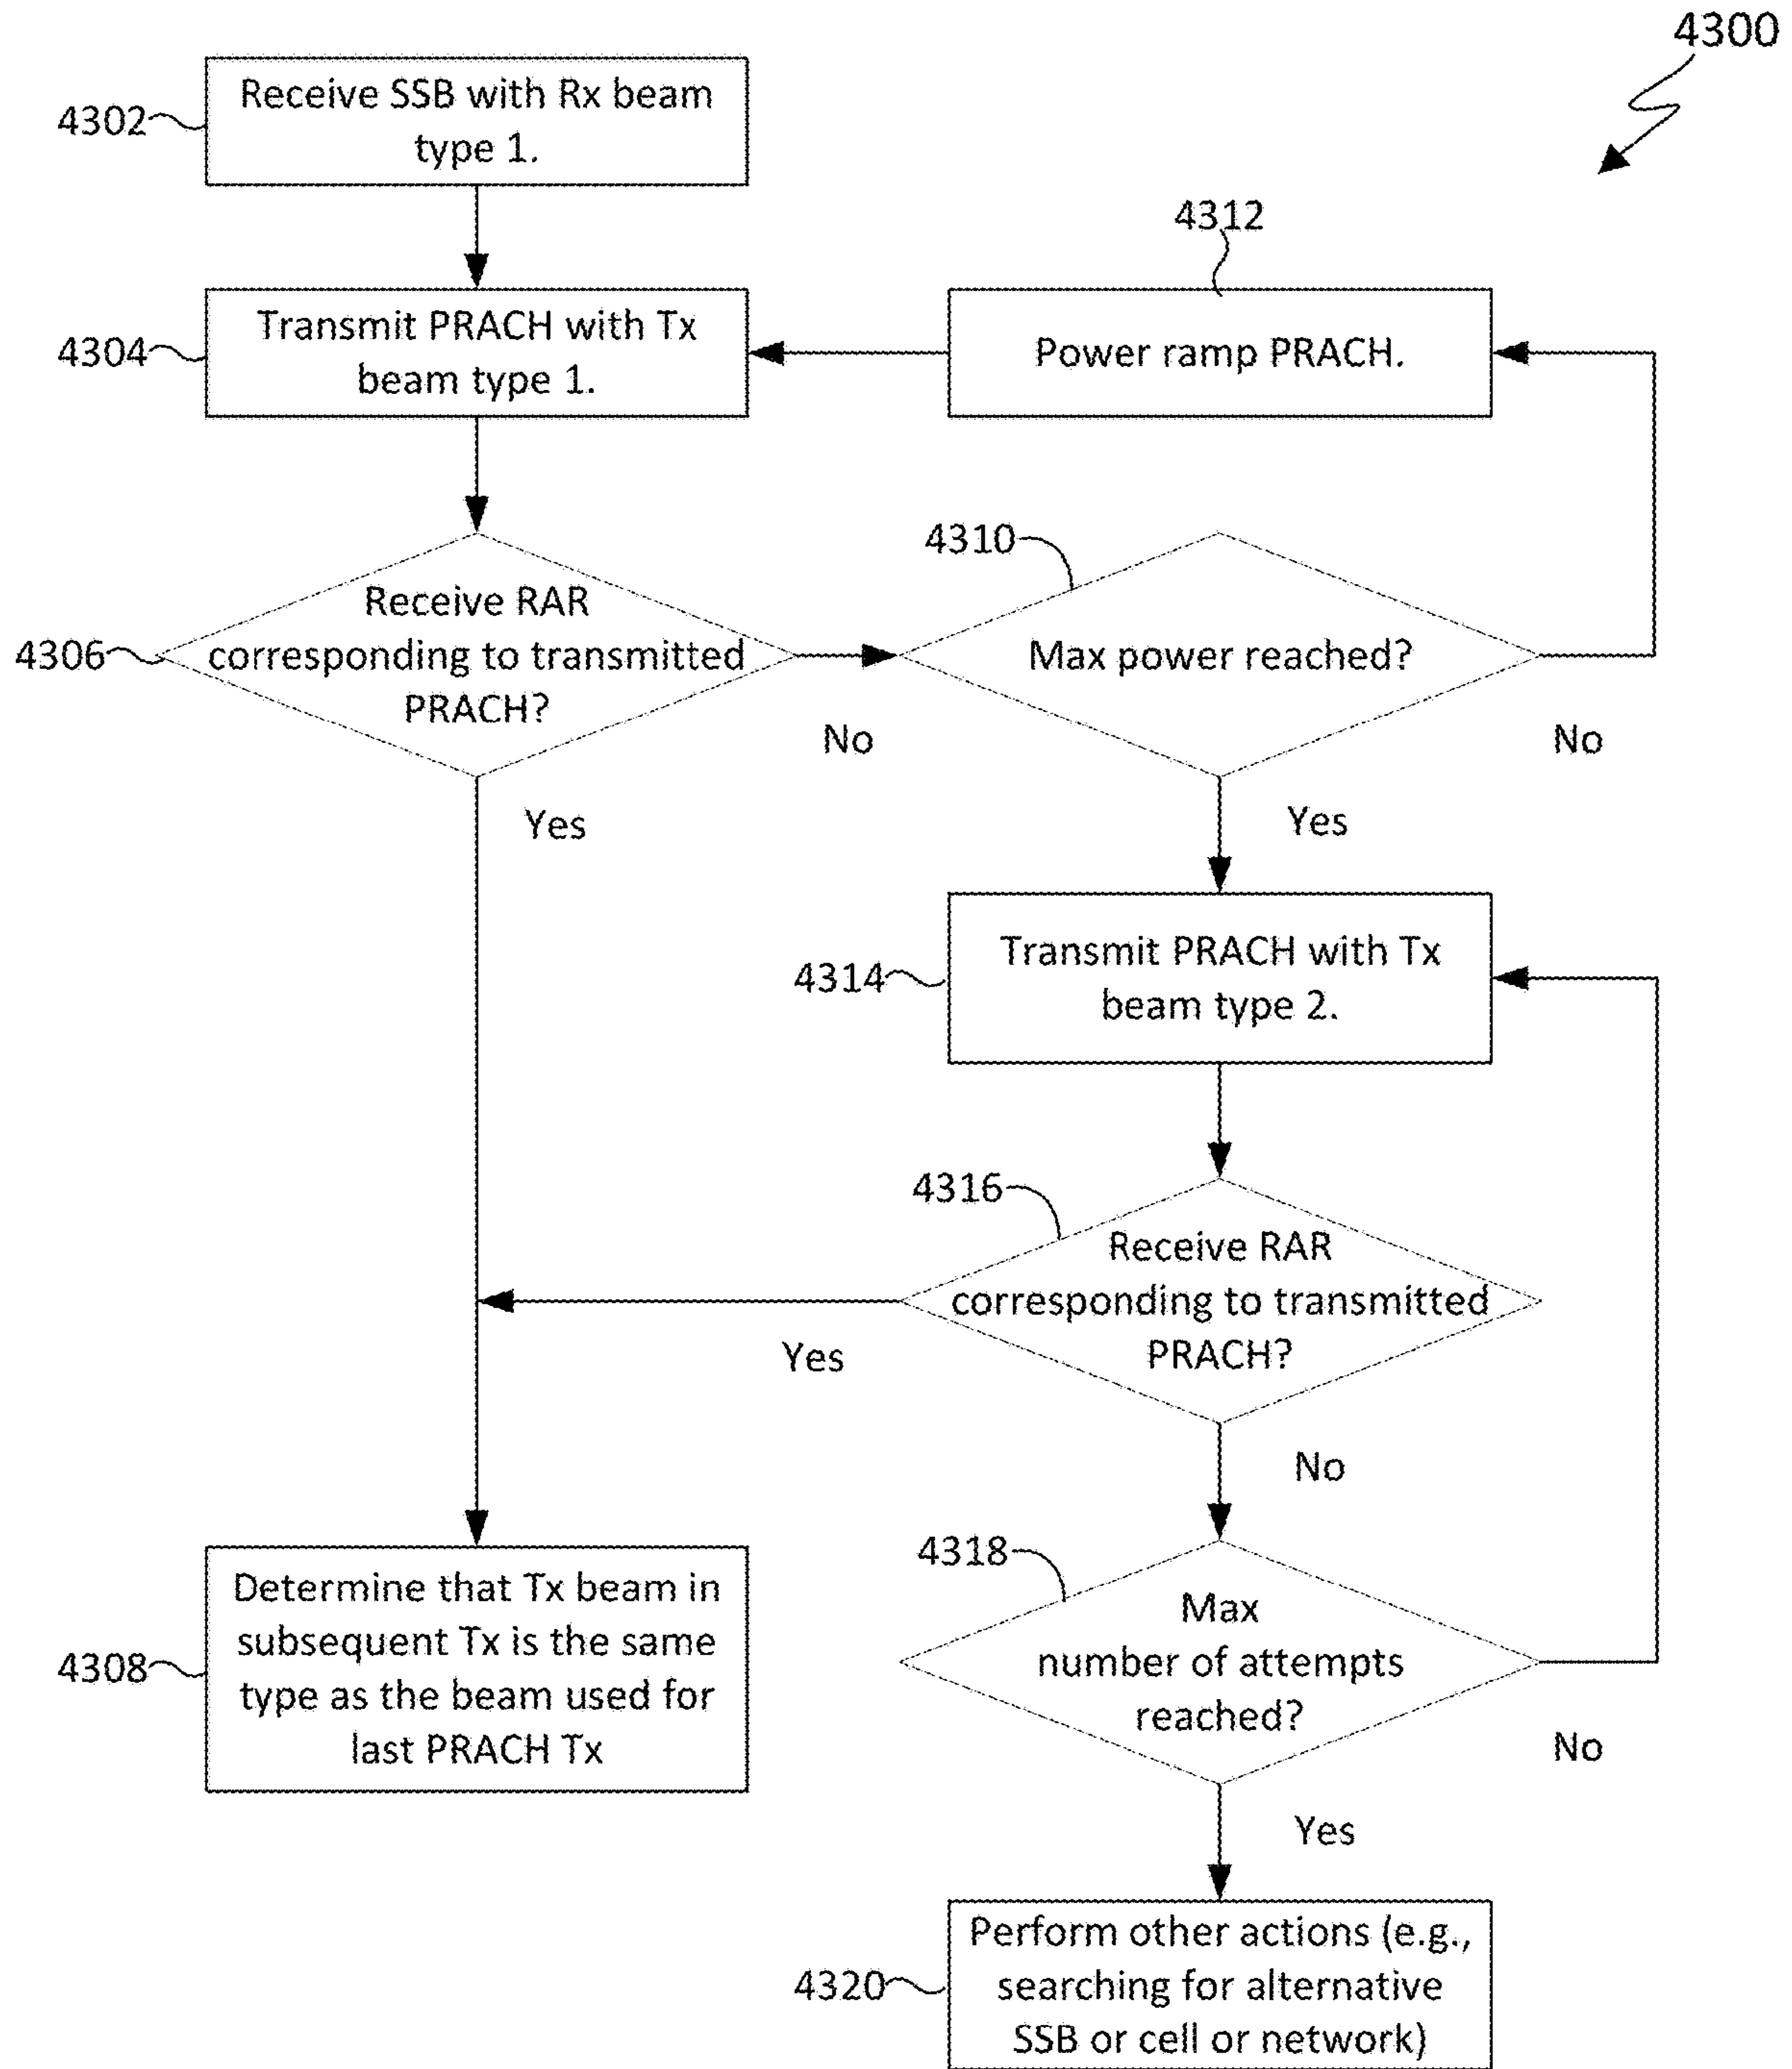 4300
4302
Receive SSB with Rx beam
type 1.
4312
4304
Transmit PRACH with Tx
beam type 1.
Power ramp PRACH.
4310
4306
Receive RAR
corresponding to transmitted
PRACH?
Max power reached?
No
No
Yes
Yes
4314
Transmit PRACH with Tx
beam type 2.
4316
Receive RAR
corresponding to transmitted
PRACH?
Yes
No
4308
Determine that Tx beam in
subsequent Tx is the same
type as the beam used for
last PRACH Tx
4318
Max
number of attempts
reached?
No
Yes
4320
Perform other actions (e.g.,
searching for alternative
SSB or cell or network)